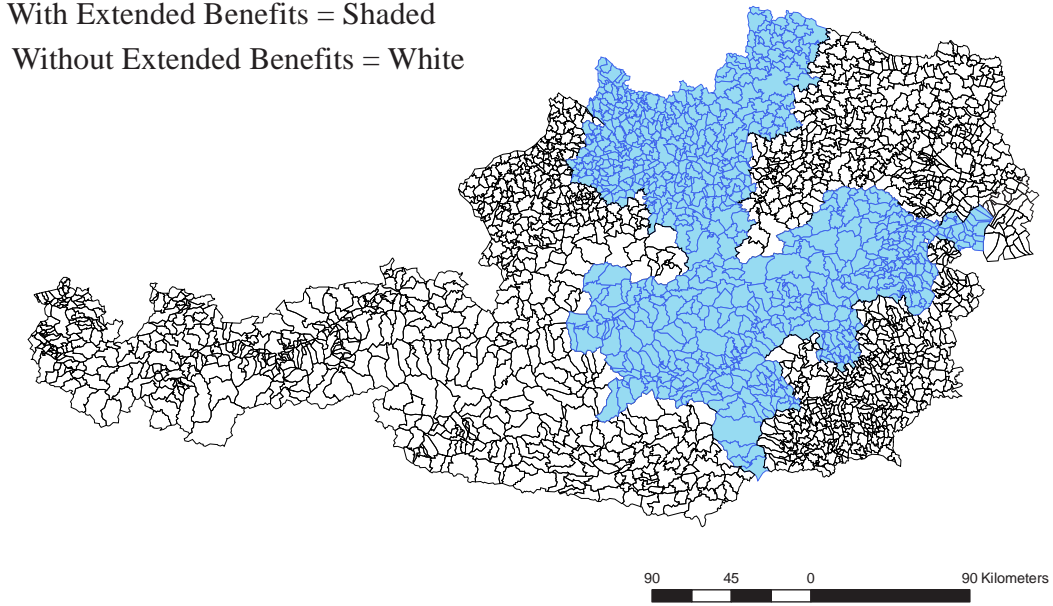 With Extended Benefits = Shaded
Without Extended Benefits = White
90 45 0 90 Kilometers